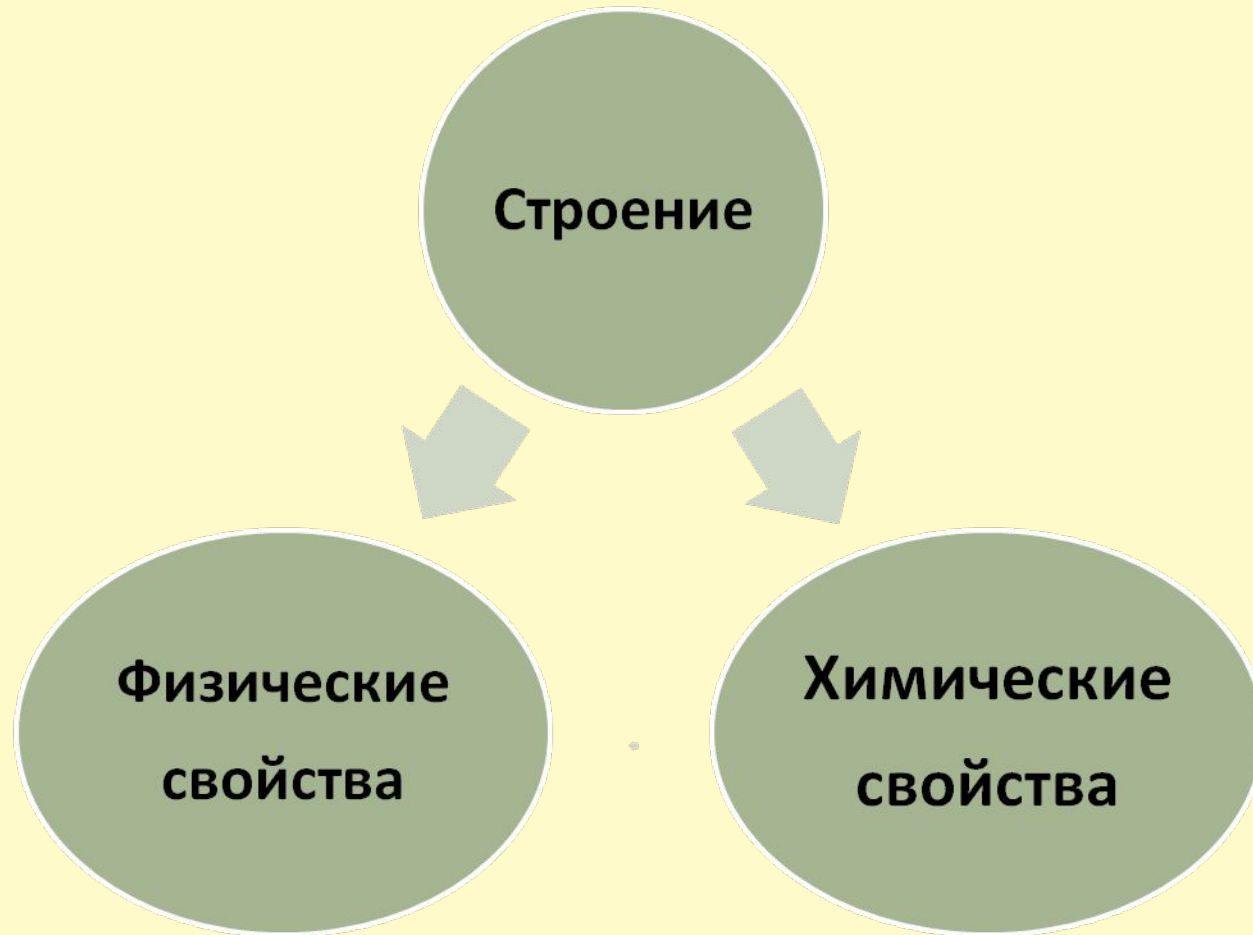 Строение
Физические
свойства
Химические
свойства